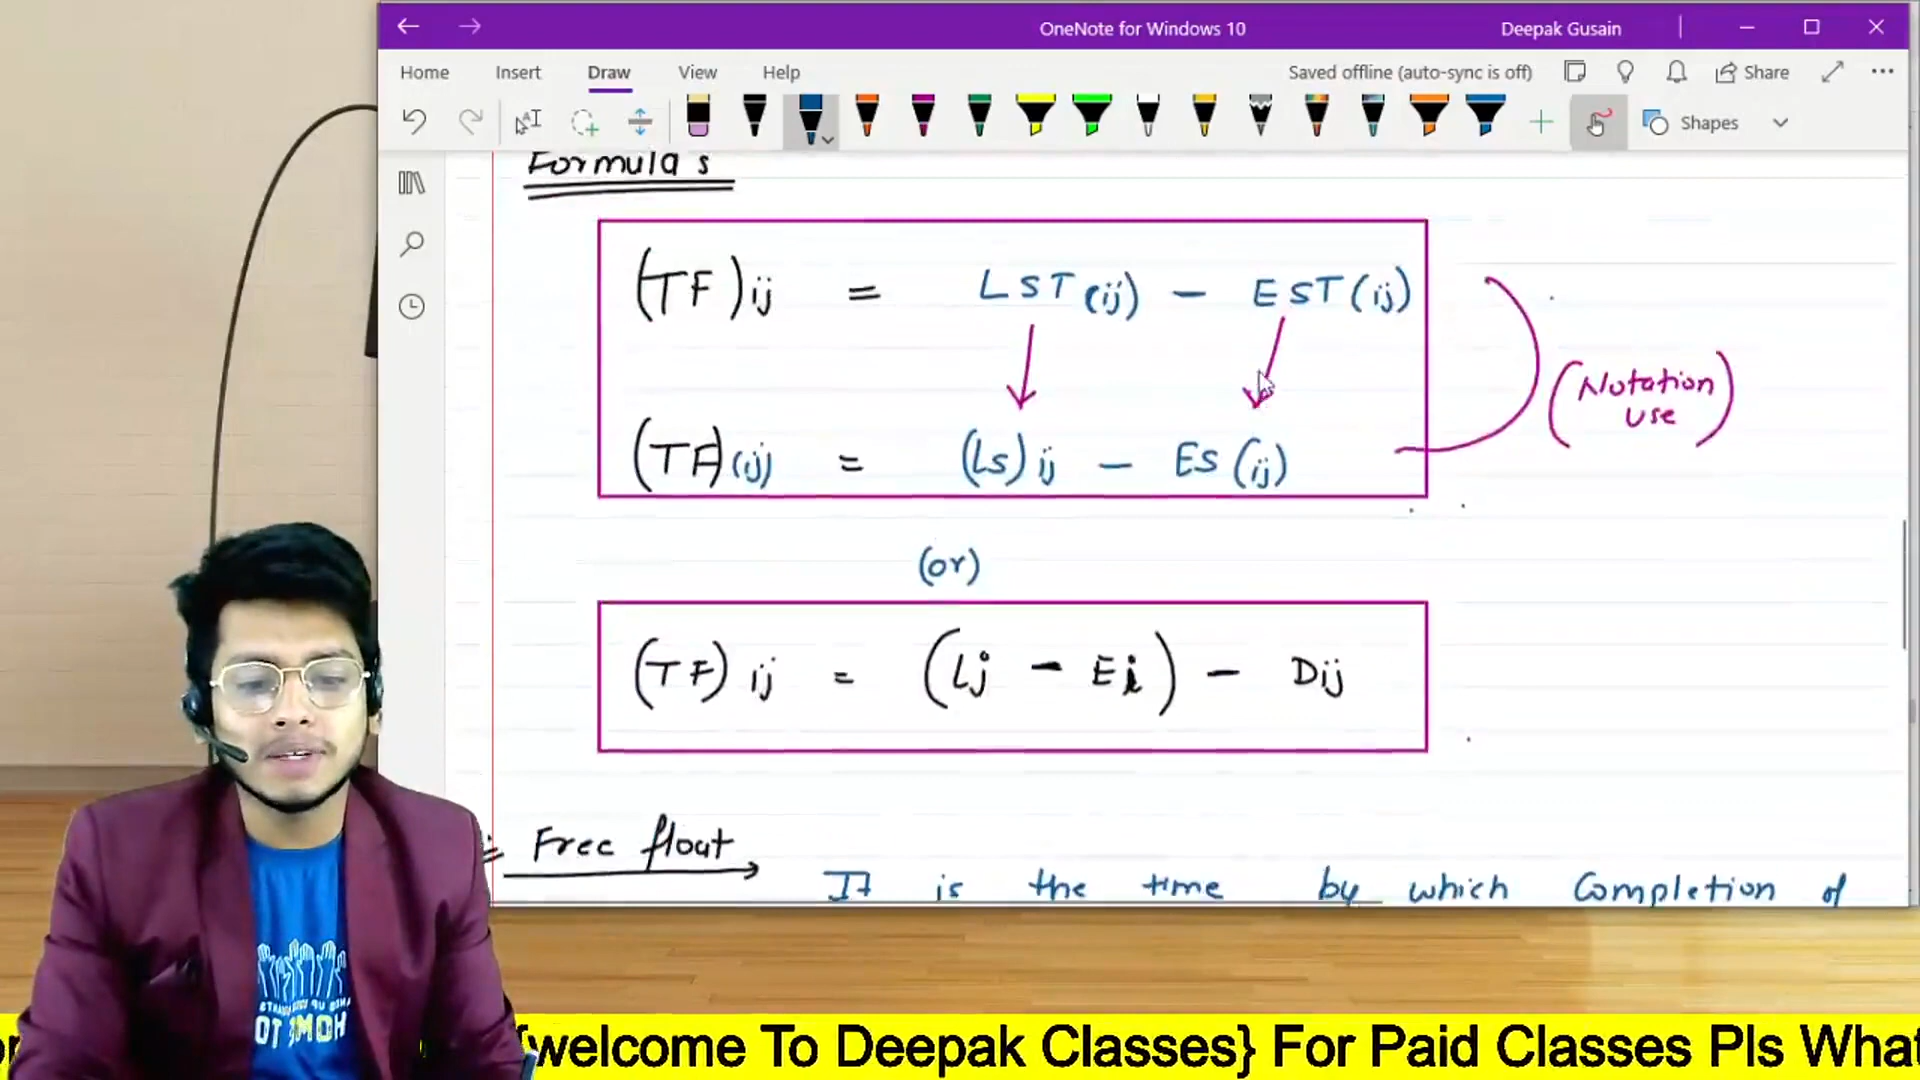 OneNote for Windows 10
Deepak Gusain
Home Insert Draw View Help
Saved offline (auto-sync is off)
Share
Shapes
Formula's
(TF)ij = LST(ij) - EST(ij)
(Notation
use)
(TF)(ij) = (LS)ij - ES(ij)
(or)
(TF)ij = (Lj - Ei) - Dij
Free float
It is the time by which Completion of
{welcome To Deepak Classes} For Paid Classes Pls What
HOME TO